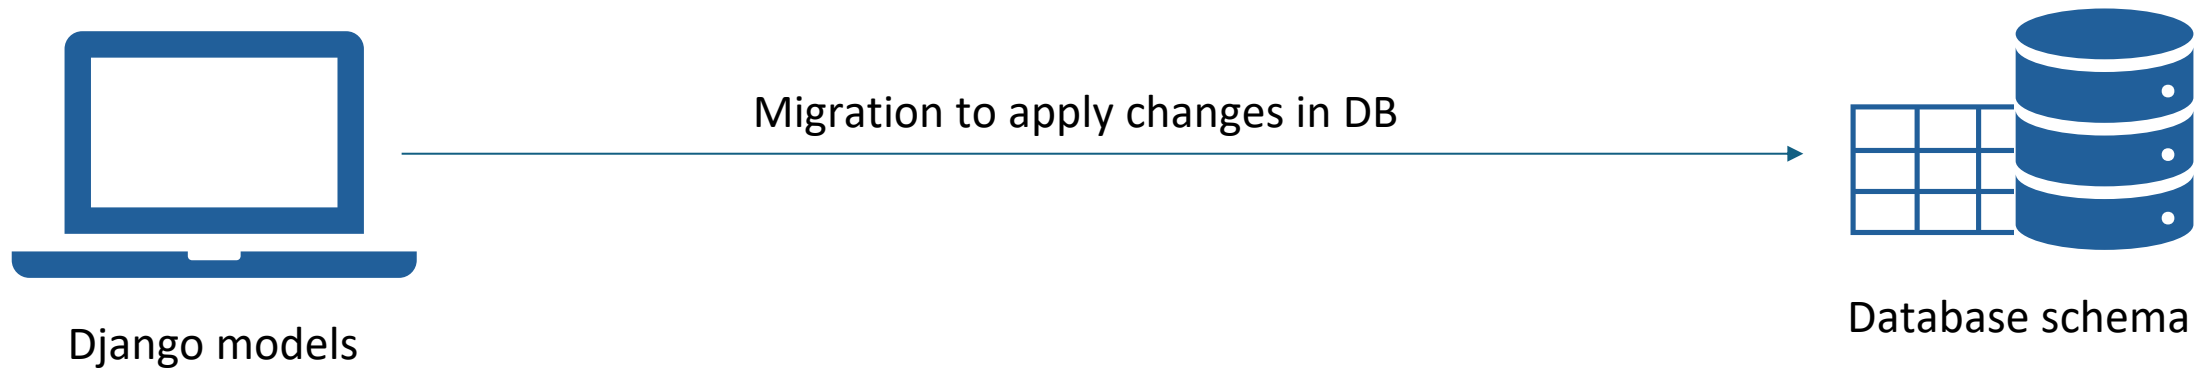 Migration to apply changes in DB
Django models
Database schema